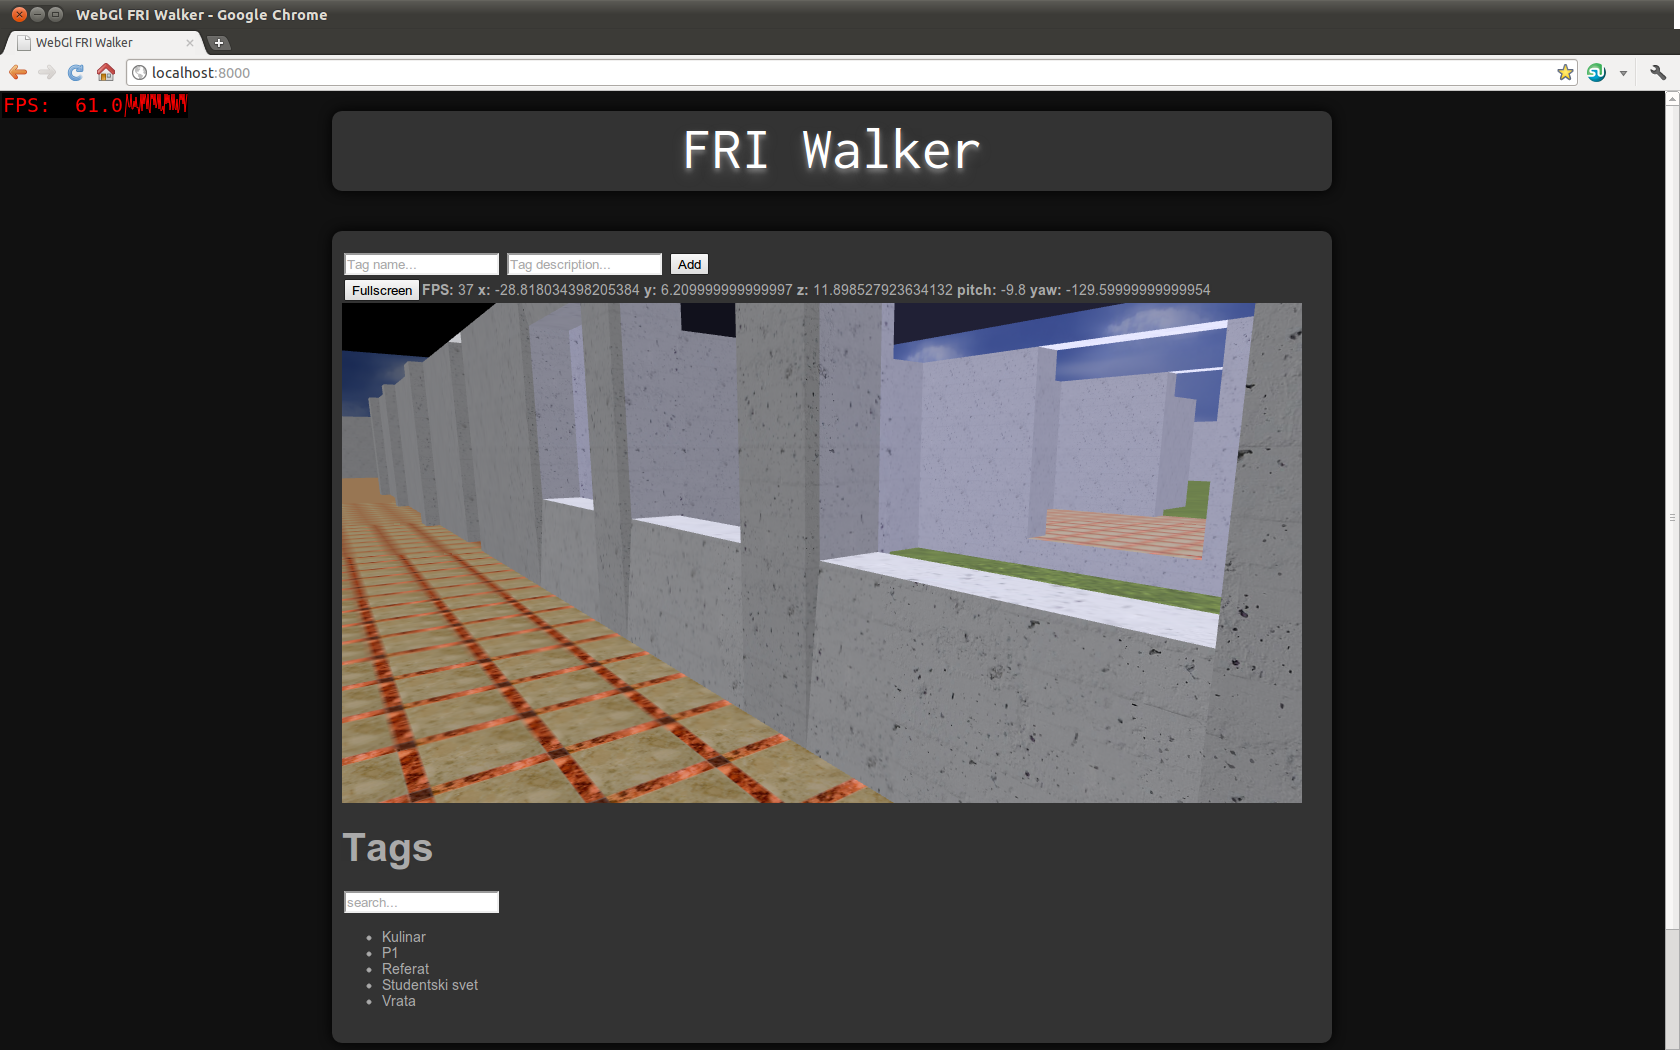 WebGl FRI Walker - Google Chrome
WebGl FRI Walker
localhost:8000
FPS: 61.0
FRI Walker
Tag name... Tag description... Add
Fullscreen FPS: 37 x: -28.818034398205384 y: 6.209999999999997 z: 11.898527923634132 pitch: -9.8 yaw: -129.59999999999954
Tags
search...
Kulinar
P1
Referat
Studentski svet
Vrata